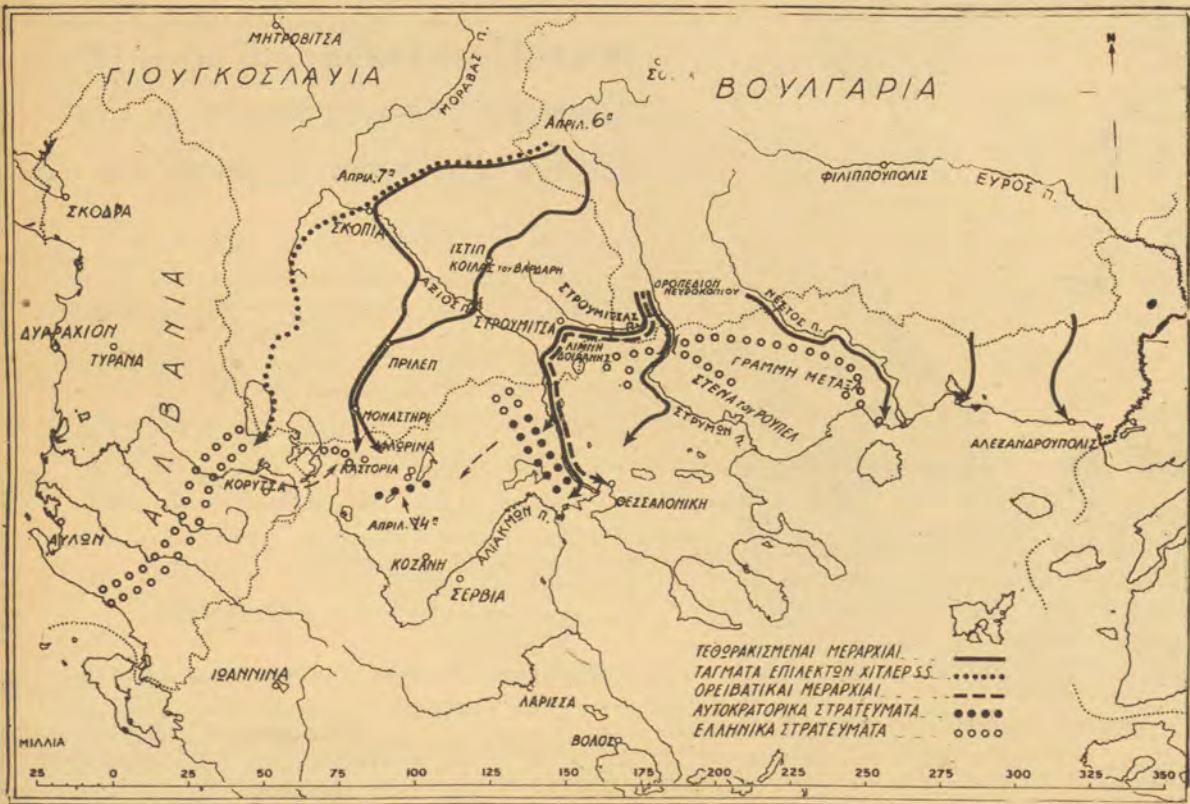 ΜΗΤΡΟΒΙΤΣΑ
ΓΙΟΥΓΚΟΣΛΑΥΙΑ
ΜΟΡΑΒΑΣ Π.
ΒΟΥΛΓΑΡΙΑ
N
ΑΠΡΙΛ. 6η
ΑΠΡΙΛ. 7η
ΦΙΛΙΠΠΟΥΠΟΛΙΣ
ΕΥΡΟΣ Π.
ΣΚΟΔΡΑ
ΣΚΟΠΙΑ
ΙΣΤΙΠ
ΚΟΙΛΑΣ ΤΟΥ ΒΑΡΔΑΡΗ
ΑΞΙΟΣ Π.
ΣΤΡΟΥΜΙΤΣΑΣ Π.
ΟΡΟΠΕΔΙΟΝ
ΝΕΥΡΟΚΟΠΙΟΥ
ΝΕΣΤΟΣ Π.
ΔΥΡΡΑΧΙΟΝ
ΤΥΡΑΝΑ
ΑΛΒΑΝΙΑ
ΣΤΡΟΥΜΙΤΣΑ
ΠΡΙΛΕΠ
ΛΙΜΝΗ
ΔΟΙΡΑΝΗΣ
ΓΡΑΜΜΗ ΜΕΤΑΞΑ
ΣΤΕΝΑ ΤΟΥ ΡΟΥΠΕΛ
ΣΤΡΥΜΩΝ Π.
ΜΟΝΑΣΤΗΡΙ
ΦΛΩΡΙΝΑ
ΚΑΣΤΟΡΙΑ
ΑΛΕΞΑΝΔΡΟΥΠΟΛΙΣ
ΚΟΡΥΤΣΑ
ΑΠΡΙΛ. 14η
ΘΕΣΣΑΛΟΝΙΚΗ
ΑΥΛΩΝ
ΚΟΖΑΝΗ
ΑΛΙΑΚΜΩΝ Π.
ΣΕΡΒΙΑ
ΙΩΑΝΝΙΝΑ
ΛΑΡΙΣΣΑ
ΒΟΛΟΣ
ΤΕΘΩΡΑΚΙΣΜΕΝΑΙ ΜΕΡΑΡΧΙΑΙ
ΤΑΓΜΑΤΑ ΕΠΙΛΕΚΤΩΝ ΧΙΤΛΕΡ S.S.
ΟΡΕΙΒΑΤΙΚΑΙ ΜΕΡΑΡΧΙΑΙ
ΑΥΤΟΚΡΑΤΟΡΙΚΑ ΣΤΡΑΤΕΥΜΑΤΑ
ΕΛΛΗΝΙΚΑ ΣΤΡΑΤΕΥΜΑΤΑ
ΜΙΛΛΙΑ
25 0 25 50 75 100 125 150 175 200 225 250 275 300 325 350